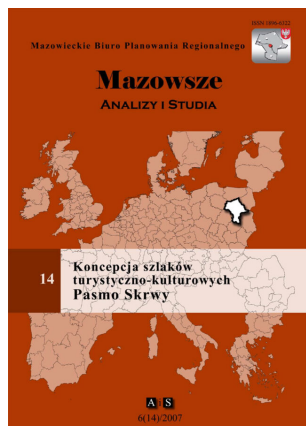 ISSN 1896-6322
Mazowieckie Biuro Planowania Regionalnego
Mazowsze
ANALIZY I STUDIA
14
Koncepcja szlaków
turystyczno-kulturowych
Pasmo Skrwy
A S
6(14)/2007